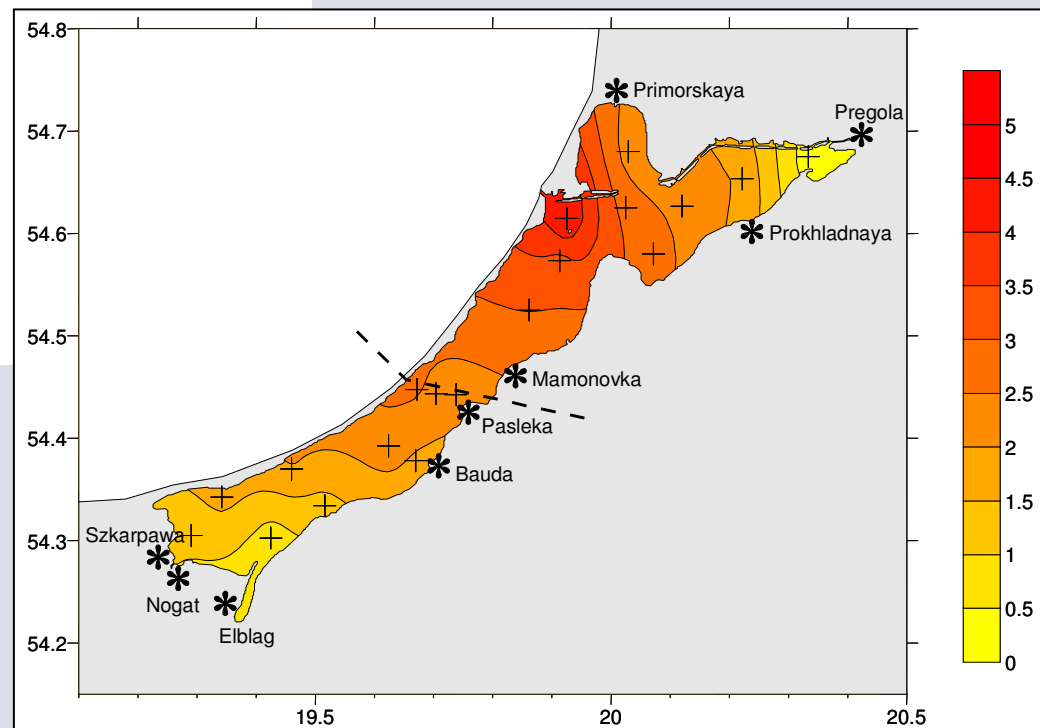 54.8
54.7
54.6
54.5
54.4
54.3
54.2
19.5
20
20.5
Primorskaya
Pregola
Prokhladnaya
Mamonovka
Pasleka
Bauda
Szkarpawa
Nogat
Elblag
5
4.5
4
3.5
3
2.5
2
1.5
1
0.5
0